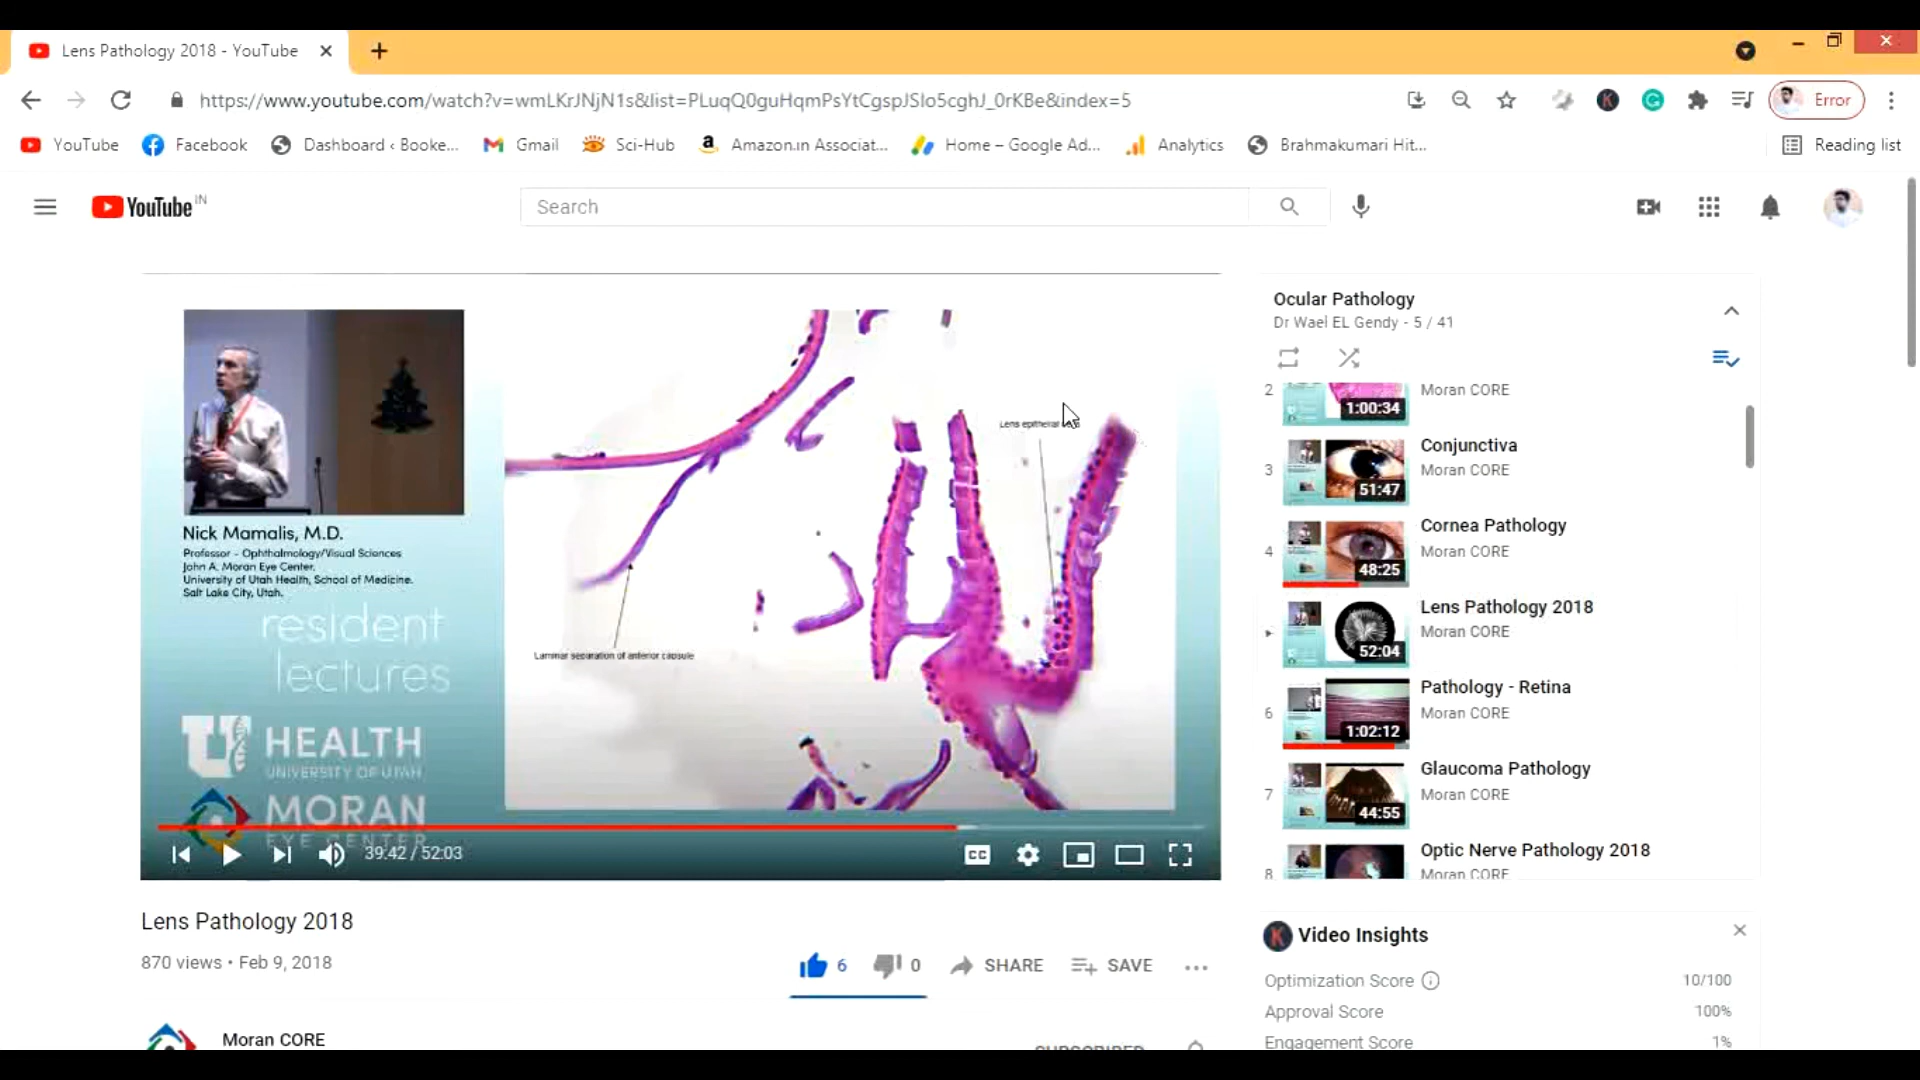 Lens Pathology 2018 - YouTube
https://www.youtube.com/watch?v=wmLKrJNjN1s&list=PLuqQ0guHqmPsYtCgspJSIo5cghJ_0rKBe&index=5
Error
YouTube Facebook Dashboard ‹ Booke... Gmail Sci-Hub Amazon.in Associat... Home – Google Ad... Analytics Brahmakumari Hit... Reading list
YouTube IN
Search
Nick Mamalis, M.D.
Professor - Ophthalmology/Visual Sciences
John A. Moran Eye Center.
University of Utah Health, School of Medicine.
Salt Lake City, Utah.
resident
lectures
U HEALTH
UNIVERSITY OF UTAH
MORAN
EYE CENTER
Lens epithelial
Laminar separation of anterior capsule
39:42 / 52:03
CC
Lens Pathology 2018
870 views • Feb 9, 2018
6 0 SHARE SAVE
Moran CORE
SUBSCRIBED
Ocular Pathology
Dr Wael EL Gendy - 5 / 41
2 1:00:34 Moran CORE
3 51:47 Conjunctiva
Moran CORE
4 48:25 Cornea Pathology
Moran CORE
52:04 Lens Pathology 2018
Moran CORE
6 1:02:12 Pathology - Retina
Moran CORE
7 44:55 Glaucoma Pathology
Moran CORE
8 Optic Nerve Pathology 2018
Moran CORE
K Video Insights
Optimization Score 10/100
Approval Score 100%
Engagement Score 1%